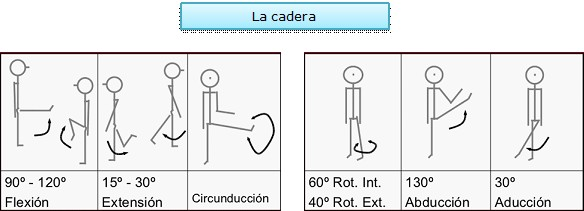 La cadera
90º - 120º
Flexión
15º - 30º
Extensión
Circunducción
60º Rot. Int.
40º Rot. Ext.
130º
Abducción
30º
Aducción